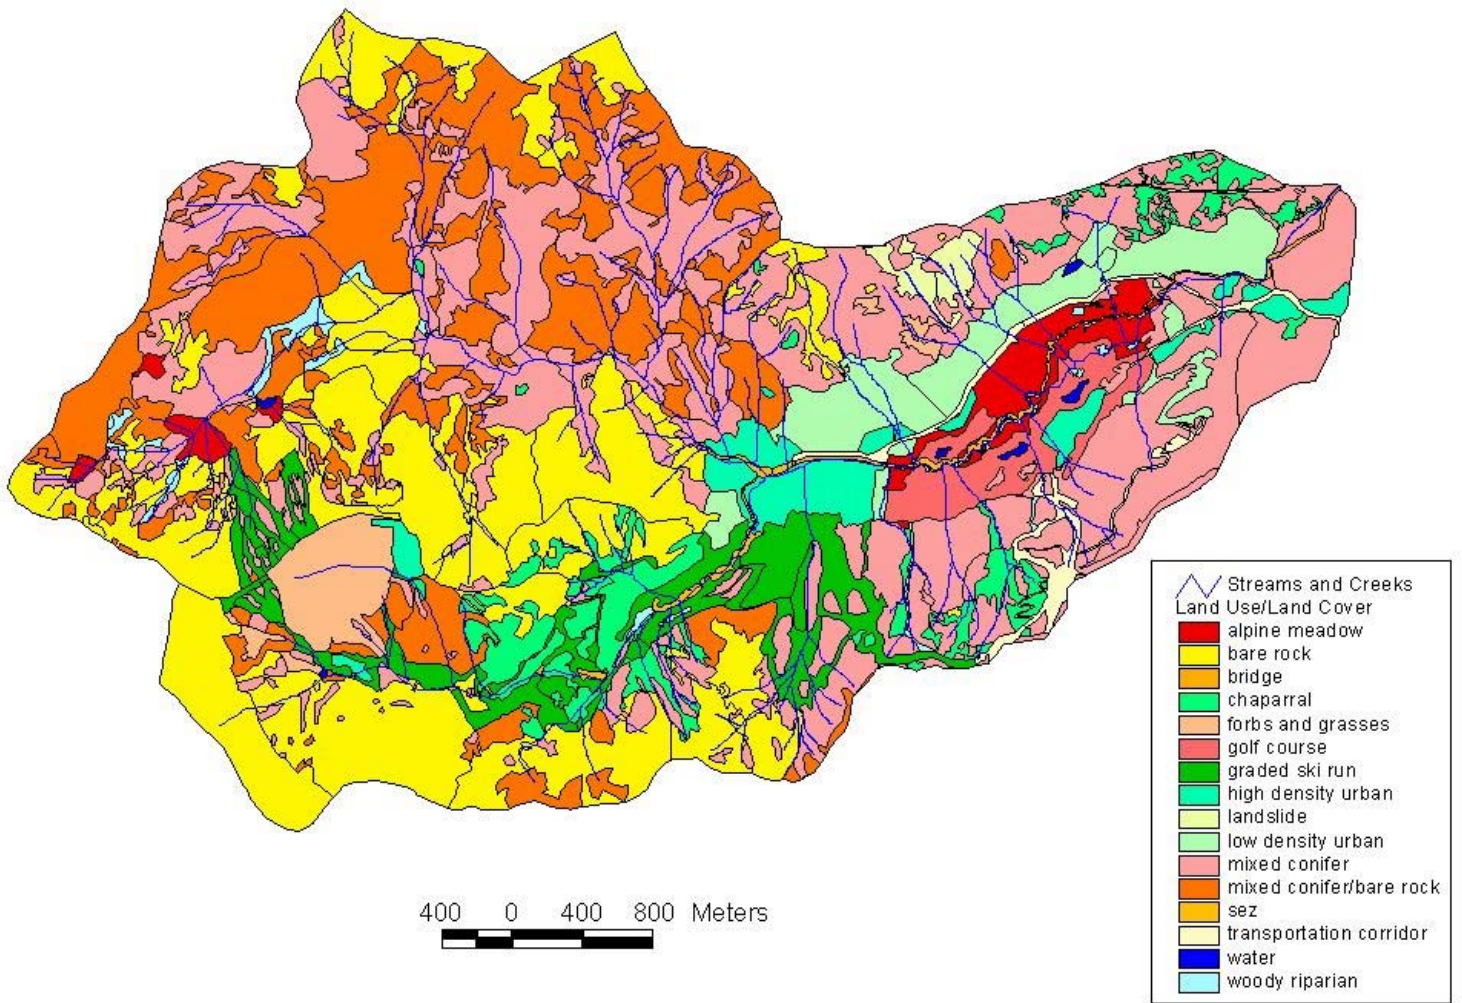 Streams and Creeks
Land Use/Land Cover
alpine meadow
bare rock
bridge
chaparral
forbs and grasses
golf course
graded ski run
high density urban
landslide
low density urban
mixed conifer
mixed conifer/bare rock
sez
transportation corridor
water
woody riparian
400 0 400 800 Meters